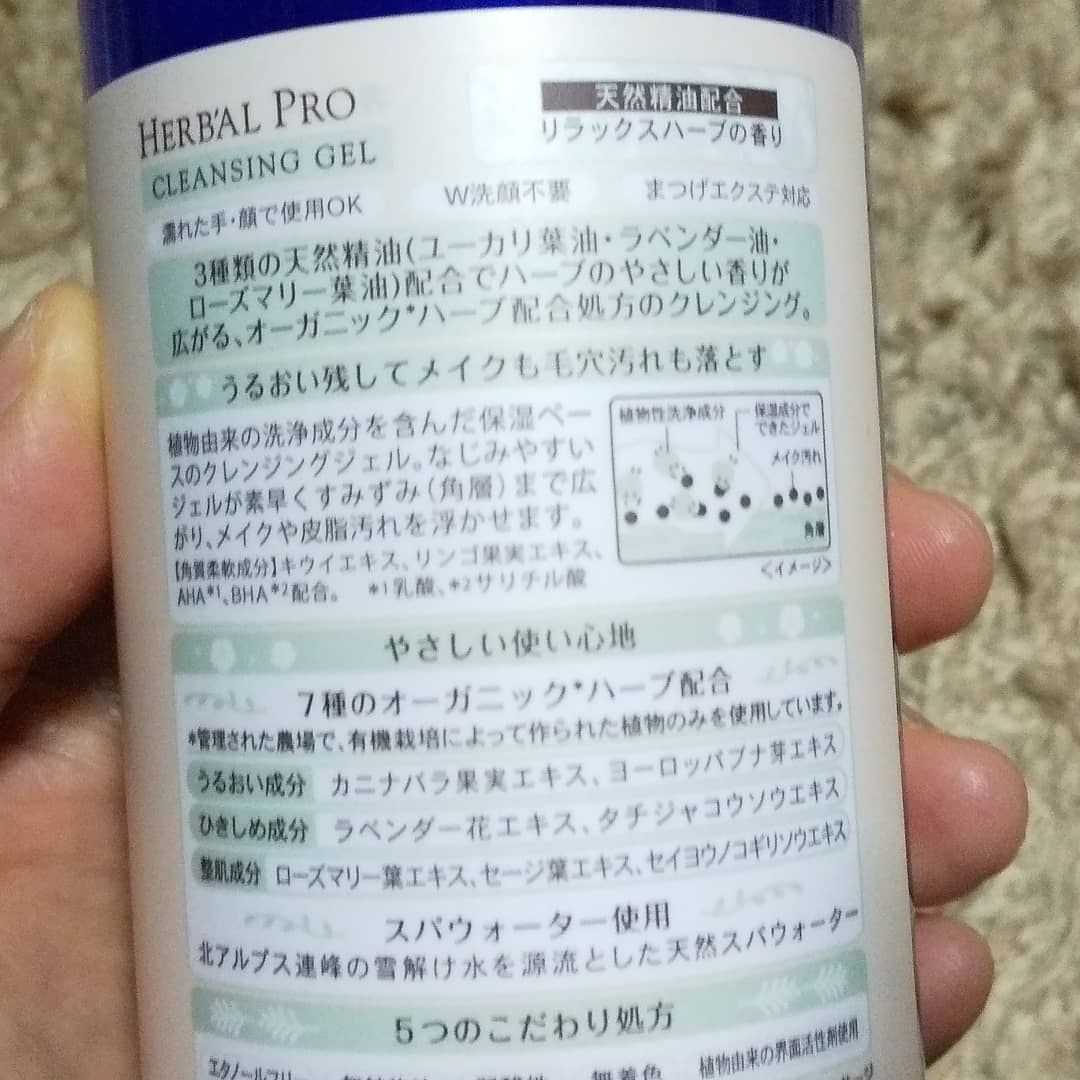 HERB'AL PRO
CLEANSING GEL
天然精油配合
リラックスハーブの香り
濡れた手・顔で使用OK
W洗顔不要
まつげエクステ対応
3種類の天然精油(ユーカリ葉油・ラベンダー油・
ローズマリー葉油)配合でハーブのやさしい香りが
広がる、オーガニック*ハーブ配合処方のクレンジング。
うるおい残してメイクも毛穴汚れも落とす
植物由来の洗浄成分を含んだ保湿ベー
スのクレンジングジェル。なじみやすい
ジェルが素早くすみずみ(角層)まで広
がり、メイクや皮脂汚れを浮かせます。
【角質柔軟成分】キウイエキス、リンゴ果実エキス、
AHA*1、BHA*2配合。 *1乳酸、*2サリチル酸
植物性洗浄成分
保湿成分で
できたジェル
メイク汚れ
角層
<イメージ>
やさしい使い心地
7種のオーガニック*ハーブ配合
*管理された農場で、有機栽培によって作られた植物のみを使用しています。
うるおい成分 カニナバラ果実エキス、ヨーロッパブナ芽エキス
ひきしめ成分 ラベンダー花エキス、タチジャコウソウエキス
整肌成分 ローズマリー葉エキス、セージ葉エキス、セイヨウノコギリソウエキス
スパウォーター使用
北アルプス連峰の雪解け水を源流とした天然スパウォーター
5つのこだわり処方
エタノールフリー
無着色
植物由来の界面活性剤使用